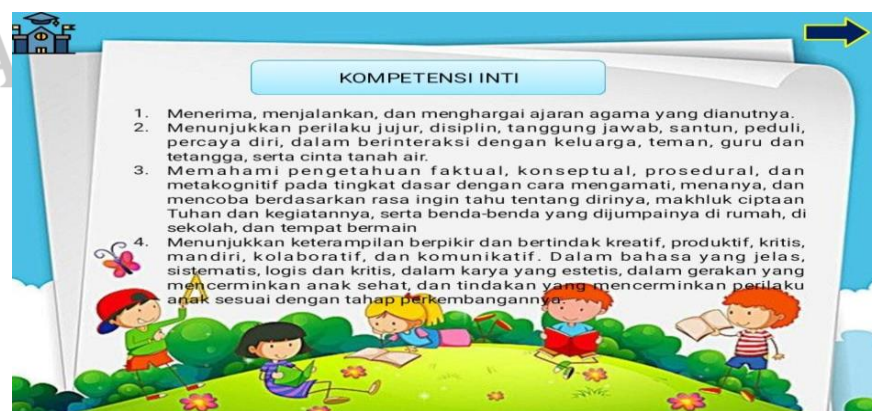 KOMPETENSI INTI
1. Menerima, menjalankan, dan menghargai ajaran agama yang dianutnya.
2. Menunjukkan perilaku jujur, disiplin, tanggung jawab, santun, peduli,
percaya diri, dalam berinteraksi dengan keluarga, teman, guru dan
tetangga, serta cinta tanah air.
3. Memahami pengetahuan faktual, konseptual, prosedural, dan
metakognitif pada tingkat dasar dengan cara mengamati, menanya, dan
mencoba berdasarkan rasa ingin tahu tentang dirinya, makhluk ciptaan
Tuhan dan kegiatannya, serta benda-benda yang dijumpainya di rumah, di
sekolah, dan tempat bermain
4. Menunjukkan keterampilan berpikir dan bertindak kreatif, produktif, kritis,
mandiri, kolaboratif, dan komunikatif. Dalam bahasa yang jelas,
sistematis, logis dan kritis, dalam karya yang estetis, dalam gerakan yang
mencerminkan anak sehat, dan tindakan yang mencerminkan perilaku
anak sesuai dengan tahap perkembangannya.